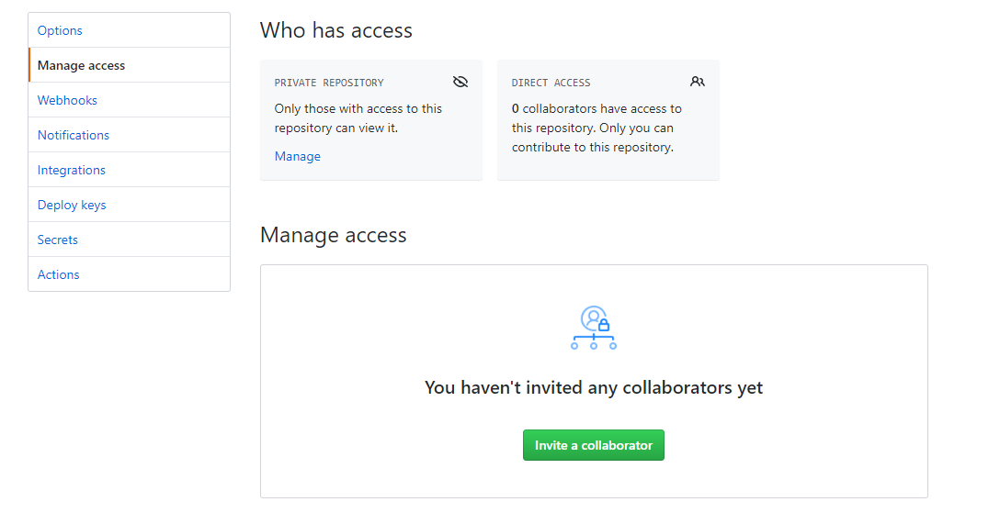 Options
Manage access
Webhooks
Notifications
Integrations
Deploy keys
Secrets
Actions
Who has access
PRIVATE REPOSITORY
Only those with access to this
repository can view it.
Manage
DIRECT ACCESS
0 collaborators have access to
this repository. Only you can
contribute to this repository.
Manage access
You haven't invited any collaborators yet
Invite a collaborator